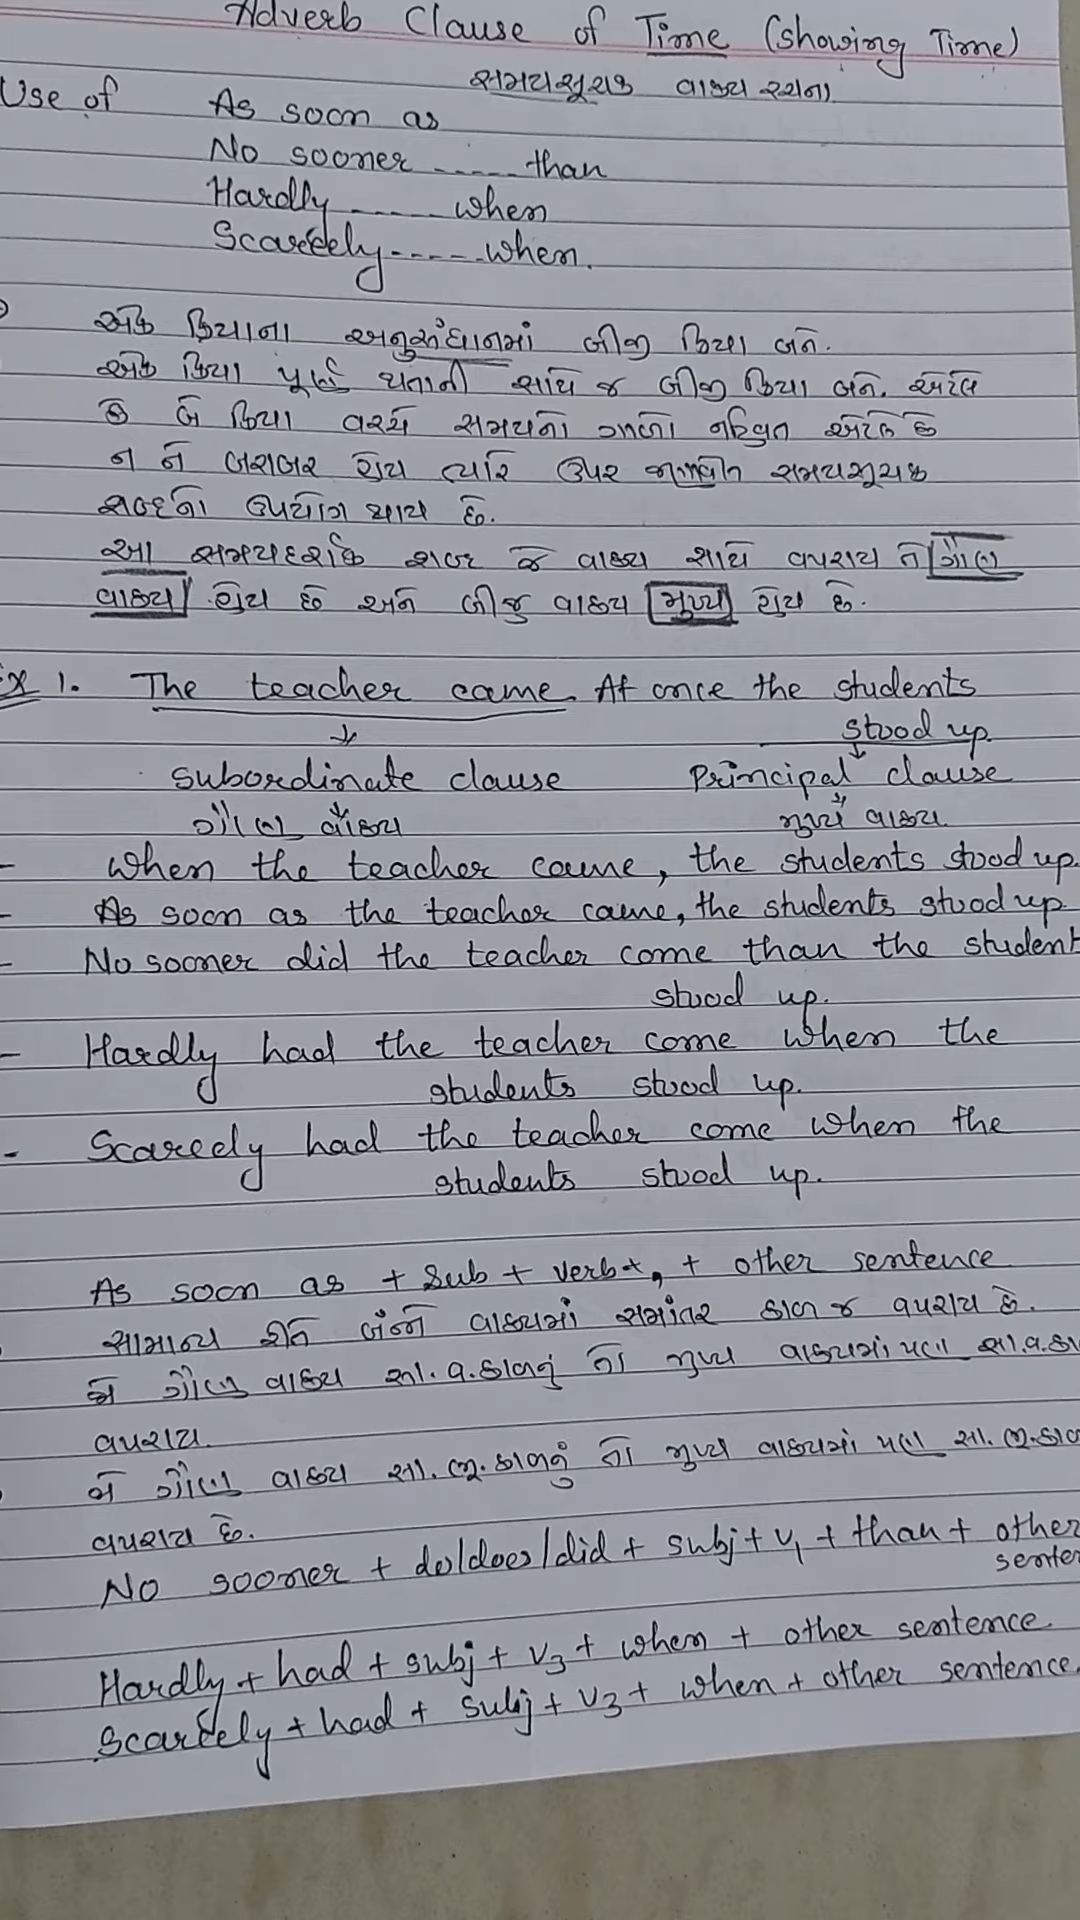 Adverb Clause of Time (showing Time)
સમયસૂચક વાક્ય રચના
Use of As soon as
No sooner ..... than
Hardly ..... when
Scarcely ..... when.
એક ક્રિયાના અનુસંધાનમાં બીજી ક્રિયા બને.
એક ક્રિયા પૂર્ણ થતાની સાથે જ બીજી ક્રિયા બને. એટલે
કે બે ક્રિયા વચ્ચે સમયનો ગાળો નહિવત એટલે કે
ન ને બરાબર હોય ત્યારે ઉપર જણાવેલ સમયસૂચક
શબ્દનો ઉપયોગ થાય છે.
આ સમયદર્શક શબ્દ જે વાક્ય સાથે વપરાય તે ગૌણ
વાક્ય હોય છે અને બીજુ વાક્ય મુખ્ય હોય છે.
Ex 1. The teacher came. At once the students
stood up.
subordinate clause Principal clause
ગૌણ વાક્ય મુખ્ય વાક્ય
- When the teacher came, the students stood up.
- As soon as the teacher came, the students stood up
- No sooner did the teacher come than the student
stood up.
- Hardly had the teacher come when the
students stood up.
- Scarcely had the teacher come when the
students stood up.
As soon as + Sub + verb + , + other sentence
સામાન્ય રીતે બંને વાક્યમાં સમાંતર કાળ જ વપરાય છે.
જો ગૌણ વાક્ય સા. વ. કાળનું તો મુખ્ય વાક્યમાં પણ સા. વ. કા
વપરાય.
જો ગૌણ વાક્ય સા. ભૂ. કાળનું તો મુખ્ય વાક્યમાં પણ સા. ભૂ. કાળ
વપરાય છે.
No sooner + do/does/did + subj + v1 + than + other
senten
Hardly + had + subj + v3 + when + other sentence.
Scarcely + had + subj + v3 + when + other sentence.